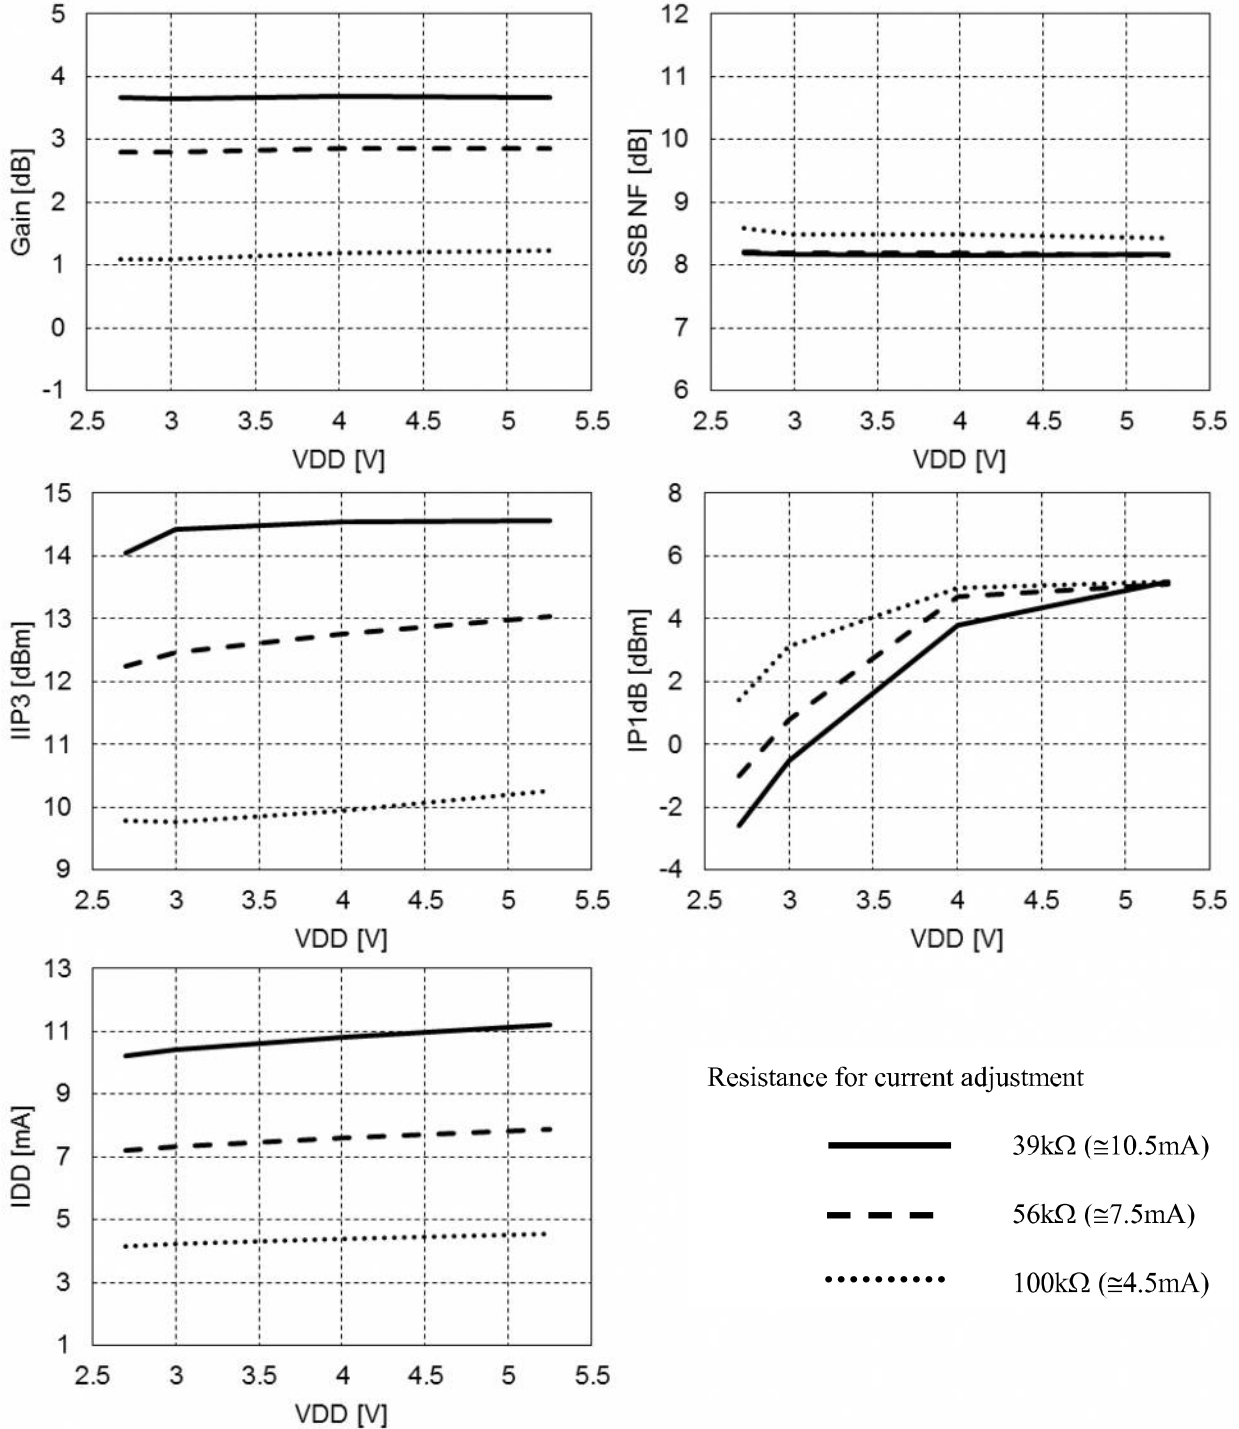 5
4
3
2
1
0
-1
Gain [dB]
2.5 3 3.5 4 4.5 5 5.5
VDD [V]
12
11
10
9
8
7
6
SSB NF [dB]
2.5 3 3.5 4 4.5 5 5.5
VDD [V]
15
14
13
12
11
10
9
IIP3 [dBm]
2.5 3 3.5 4 4.5 5 5.5
VDD [V]
8
6
4
2
0
-2
-4
IP1dB [dBm]
2.5 3 3.5 4 4.5 5 5.5
VDD [V]
13
11
9
7
5
3
1
IDD [mA]
2.5 3 3.5 4 4.5 5 5.5
VDD [V]
Resistance for current adjustment
39kΩ (≅10.5mA)
56kΩ (≅7.5mA)
100kΩ (≅4.5mA)